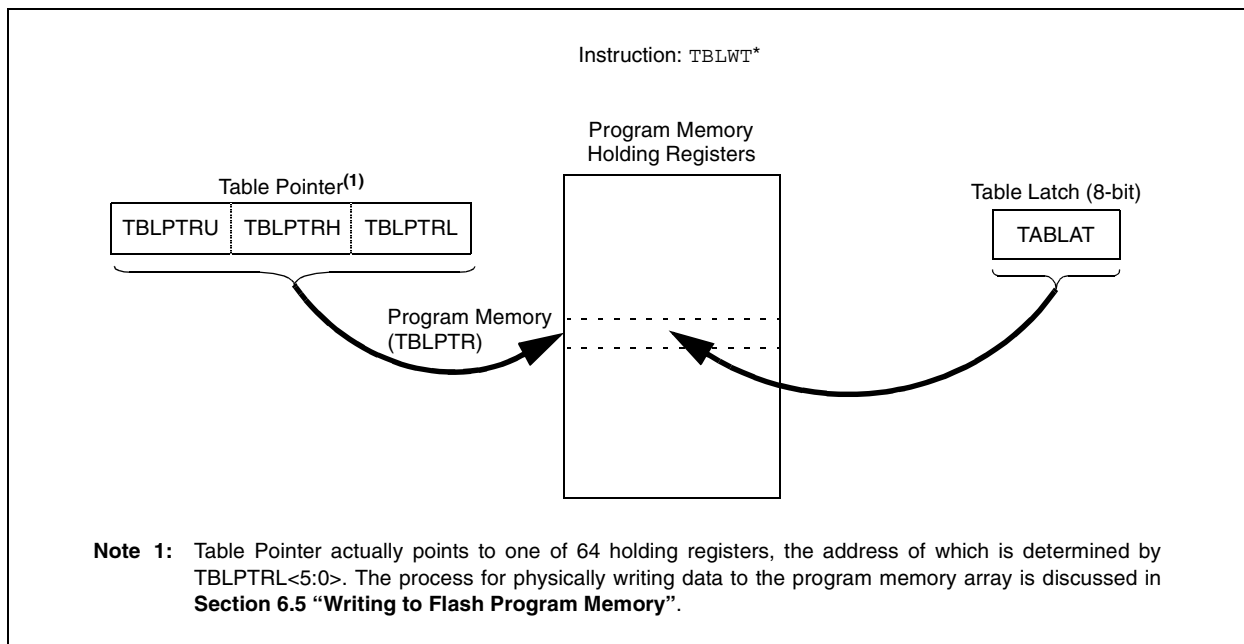 Instruction: TBLWT*
Program Memory
Holding Registers
Table Pointer(1)
Table Latch (8-bit)
TBLPTRU TBLPTRH TBLPTRL
TABLAT
Program Memory
(TBLPTR)
Note 1: Table Pointer actually points to one of 64 holding registers, the address of which is determined by
TBLPTRL<5:0>. The process for physically writing data to the program memory array is discussed in
Section 6.5 “Writing to Flash Program Memory”.